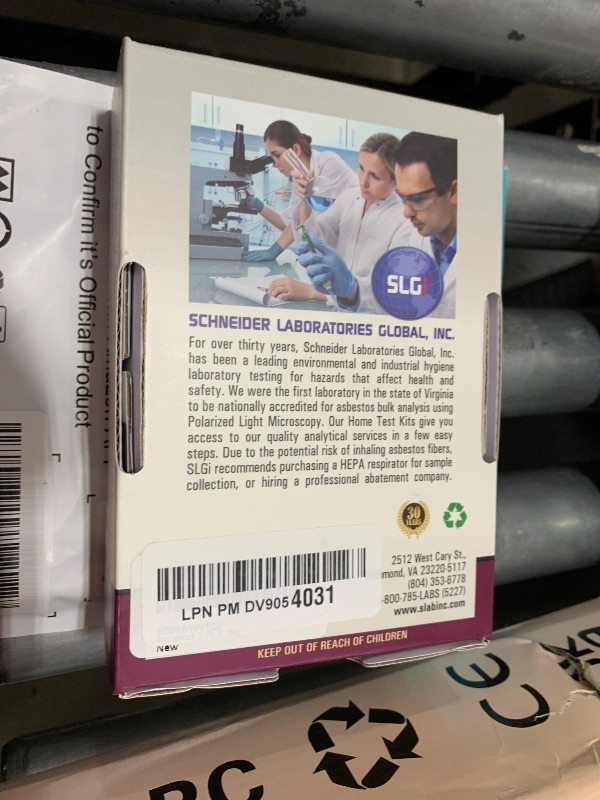 to Confirm it's Official Product
SLGi
SCHNEIDER LABORATORIES GLOBAL, INC.
For over thirty years, Schneider Laboratories Global, Inc.
has been a leading environmental and industrial hygiene
laboratory testing for hazards that affect health and
safety. We were the first laboratory in the state of Virginia
to be nationally accredited for asbestos bulk analysis using
Polarized Light Microscopy. Our Home Test Kits give you
access to our quality analytical services in a few easy
steps. Due to the potential risk of inhaling asbestos fibers,
SLGi recommends purchasing a HEPA respirator for sample
collection, or hiring a professional abatement company.
30
YEARS
2512 West Cary St.,
mond, VA 23220-5117
(804) 353-6778
-800-785-LABS (5227)
www.slabinc.com
LPN PM DV905 4031
New
KEEP OUT OF REACH OF CHILDREN
CE